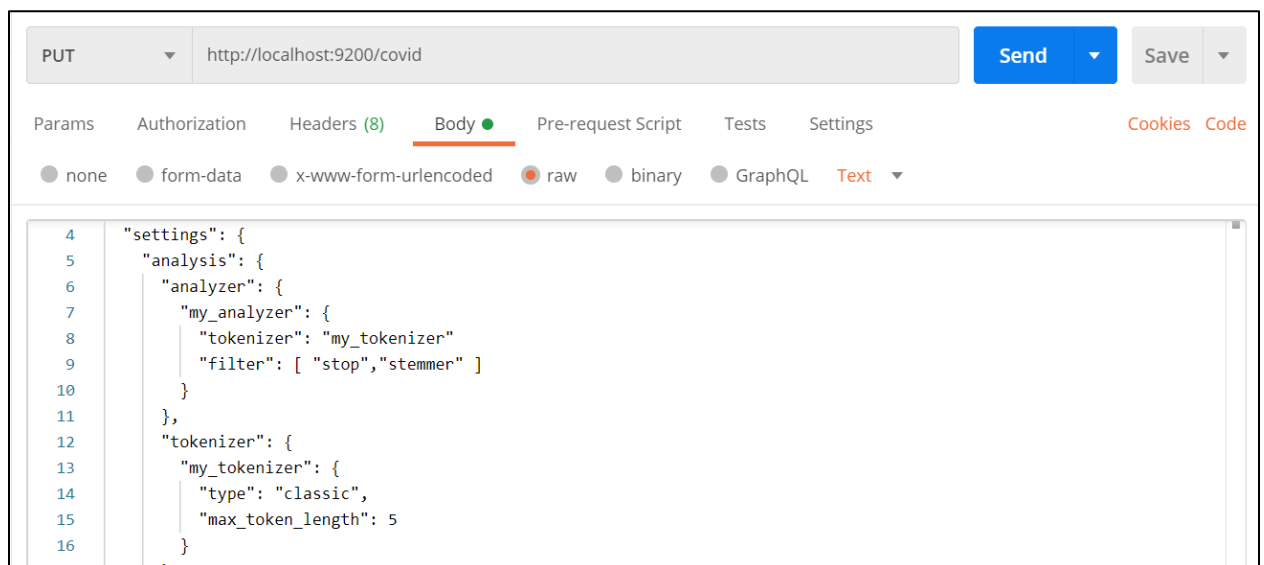 PUT http://localhost:9200/covid Send Save
Params Authorization Headers (8) Body Pre-request Script Tests Settings Cookies Code
none form-data x-www-form-urlencoded raw binary GraphQL Text
4 "settings": {
5 "analysis": {
6 "analyzer": {
7 "my_analyzer": {
8 "tokenizer": "my_tokenizer"
9 "filter": [ "stop","stemmer" ]
10 }
11 },
12 "tokenizer": {
13 "my_tokenizer": {
14 "type": "classic",
15 "max_token_length": 5
16 }